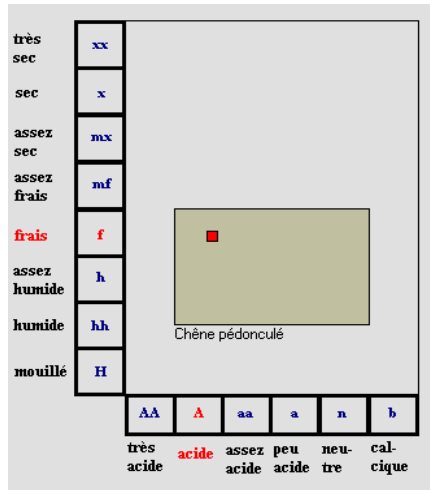 très
sec
xx
sec
x
assez
sec
mx
assez
frais
mf
frais
f
assez
humide
h
humide
hh
mouillé
H
Chêne pédonculé
AA
A
aa
a
n
b
très
acide
acide
assez
acide
peu
acide
neu-
tre
cal-
cique